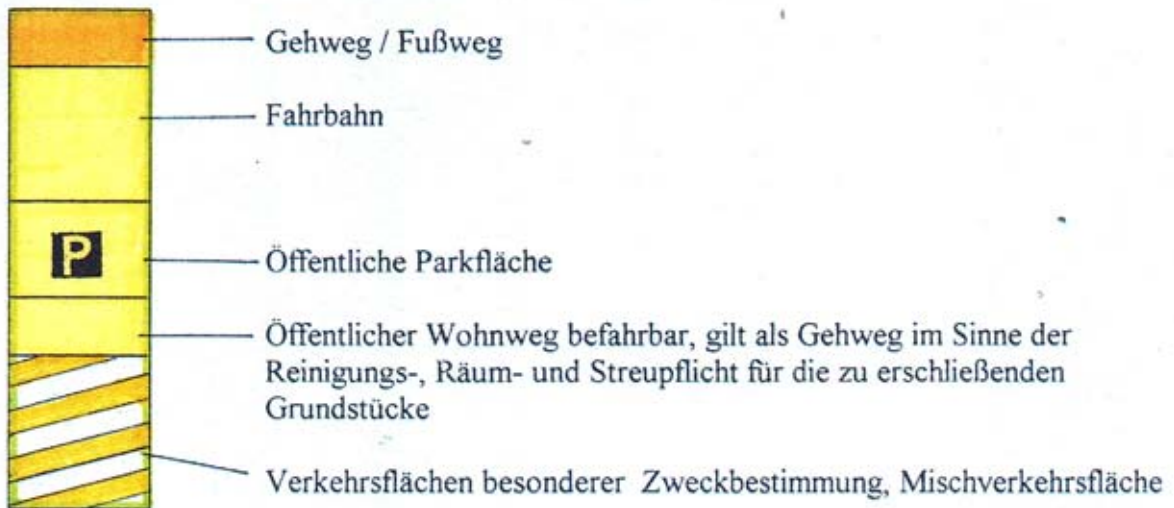 Gehweg / Fußweg
Fahrbahn
P
Öffentliche Parkfläche
Öffentlicher Wohnweg befahrbar, gilt als Gehweg im Sinne der
Reinigungs-, Räum- und Streupflicht für die zu erschließenden
Grundstücke
Verkehrsflächen besonderer Zweckbestimmung, Mischverkehrsfläche